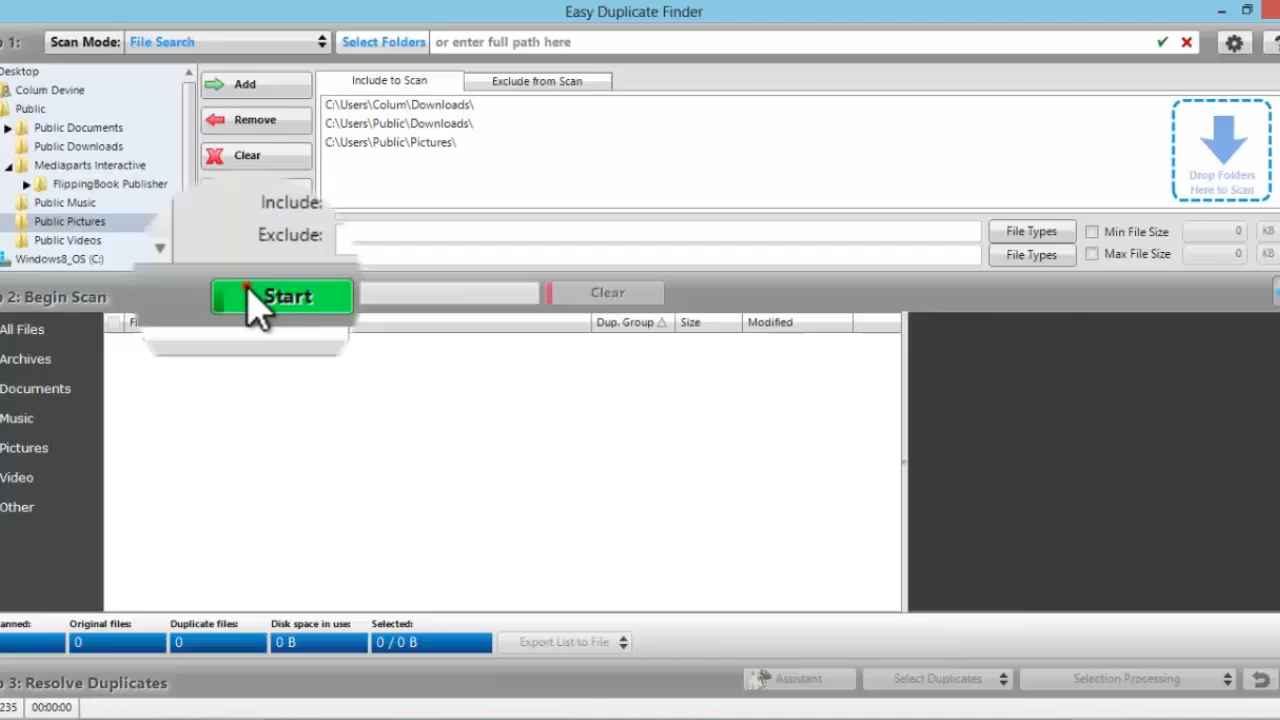 Easy Duplicate Finder
1:
Scan Mode: File Search
Select Folders or enter full path here
Desktop
Colum Devine
Public
Public Documents
Public Downloads
Mediaparts Interactive
FlippingBook Publisher
Public Music
Public Pictures
Public Videos
Windows8_OS (C:)
Add
Remove
Clear
Include to Scan
Exclude from Scan
C:\Users\Colum\Downloads\
C:\Users\Public\Downloads\
C:\Users\Public\Pictures\
Drop Folders
Here to Scan
Include:
Exclude:
File Types
Min File Size 0 KB
File Types
Max File Size 0 KB
2: Begin Scan
Start
Clear
Dup. Group
Size
Modified
All Files
Archives
Documents
Music
Pictures
Video
Other
Original files:
0
Duplicate files:
0
Disk space in use:
0 B
Selected:
0 / 0 B
Export List to File
3: Resolve Duplicates
Assistant
Select Duplicates
Selection Processing
235
00:00:00